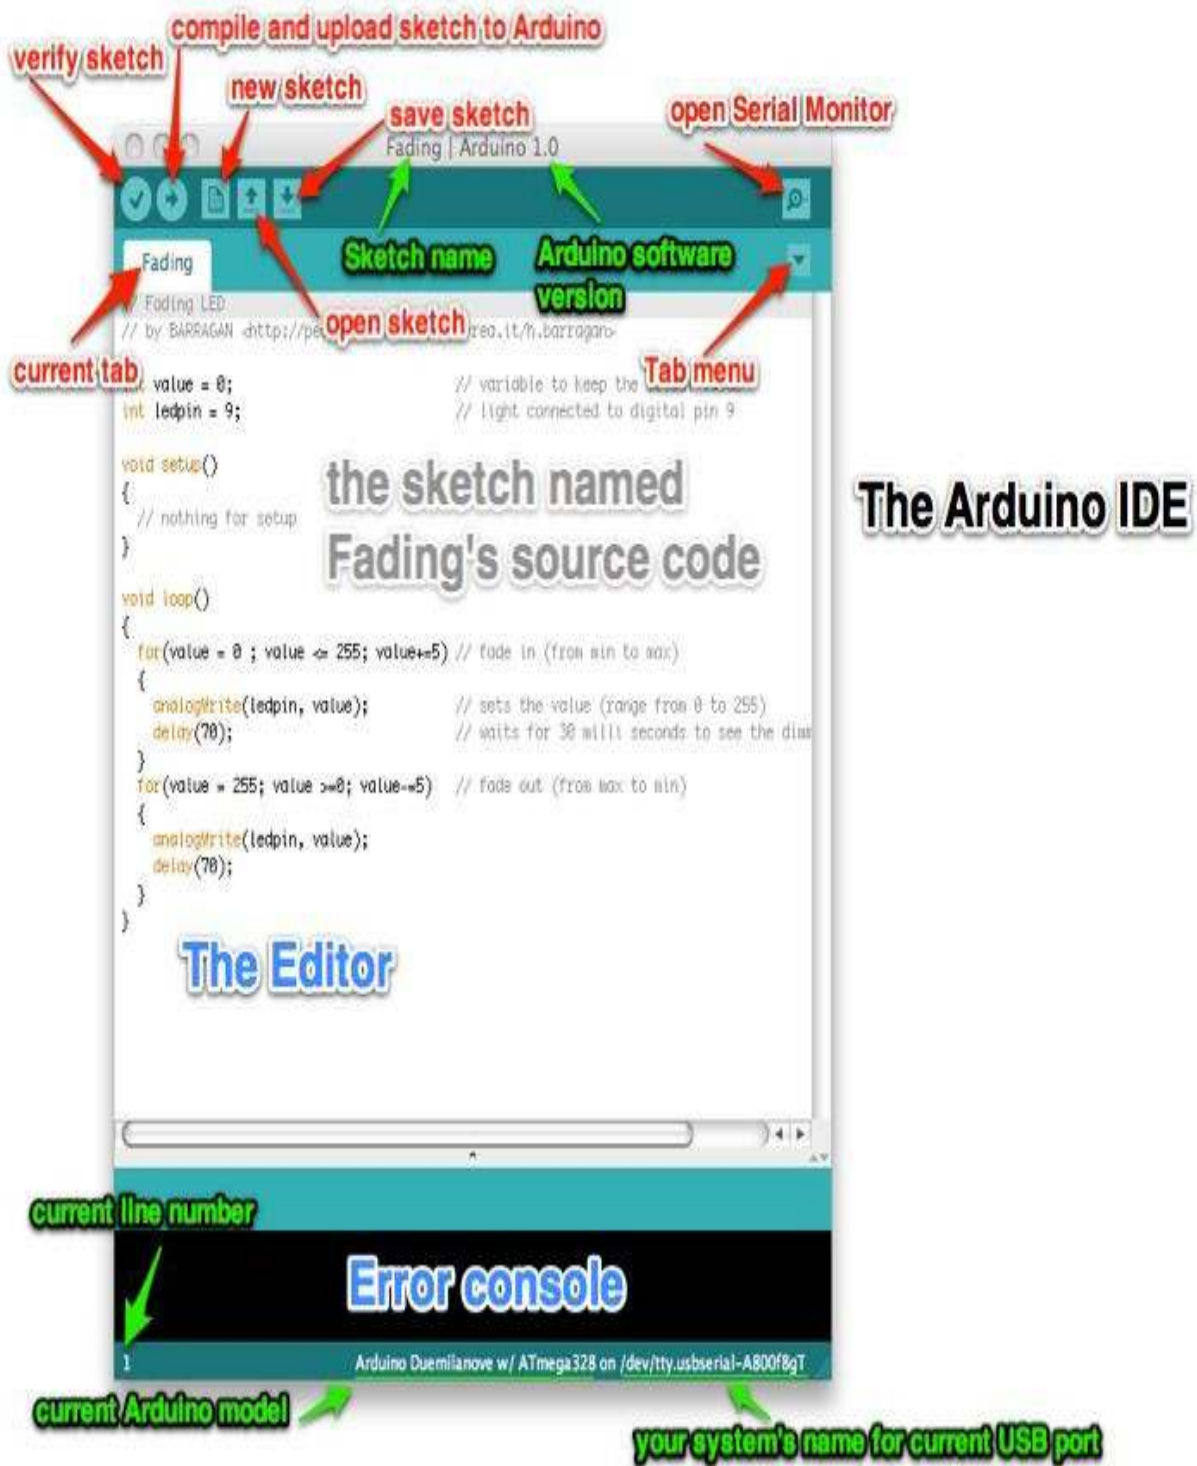 compile and upload sketch to Arduino
verify sketch
new sketch
save sketch
open Serial Monitor
Fading | Arduino 1.0
Sketch name
Arduino software
version
Fading
// Fading LED
open sketch
// by BARRAGAN <http://pe rea.it/h.barragan>
current tab
Tab menu
int value = 0; // variable to keep the
int ledpin = 9; // light connected to digital pin 9
void setup()
{
// nothing for setup
}
the sketch named
Fading's source code
The Arduino IDE
void loop()
{
for(value = 0 ; value <= 255; value+=5) // fade in (from min to max)
{
analogWrite(ledpin, value); // sets the value (range from 0 to 255)
delay(70); // waits for 30 milli seconds to see the dimm
}
for(value = 255; value >=0; value-=5) // fade out (from max to min)
{
analogWrite(ledpin, value);
delay(70);
}
}
The Editor
current line number
Error console
1
Arduino Duemilanove w/ ATmega328 on /dev/tty.usbserial-A800f8gT
current Arduino model
your system's name for current USB port